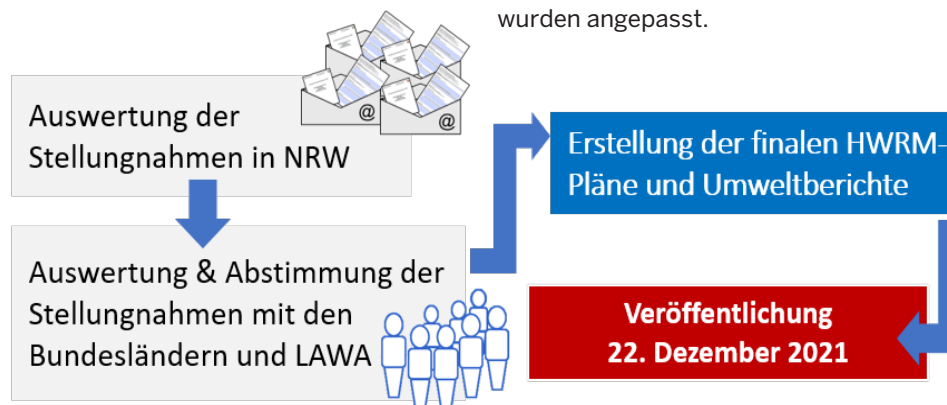 wurden angepasst.
Auswertung der
Stellungnahmen in NRW
@
@
Auswertung & Abstimmung der
Stellungnahmen mit den
Bundesländern und LAWA
Erstellung der finalen HWRM-
Pläne und Umweltberichte
Veröffentlichung
22. Dezember 2021